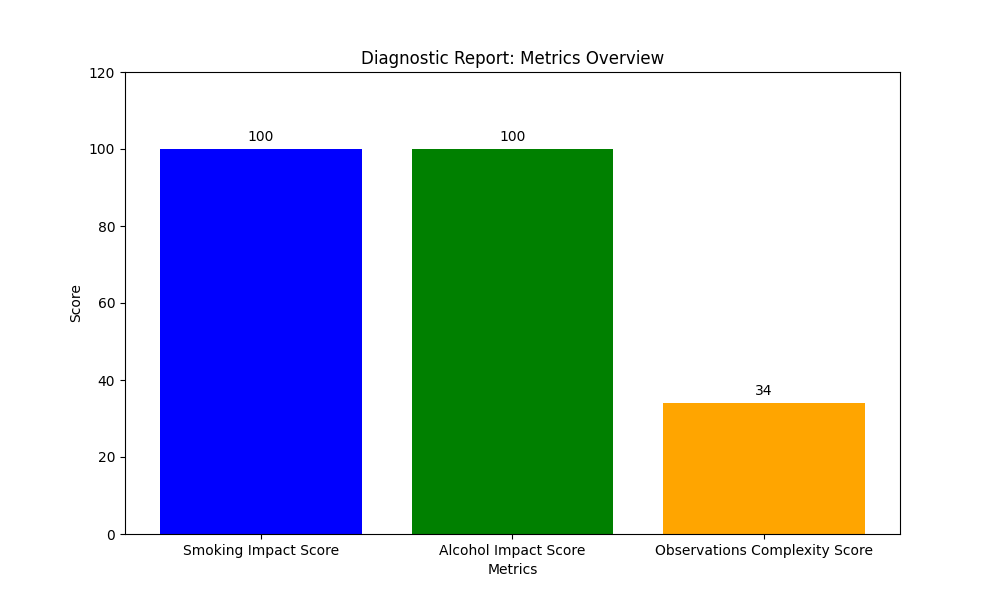 Diagnostic Report: Metrics Overview
120
100
80
60
40
20
0
Score
100
100
34
Smoking Impact Score
Alcohol Impact Score
Observations Complexity Score
Metrics